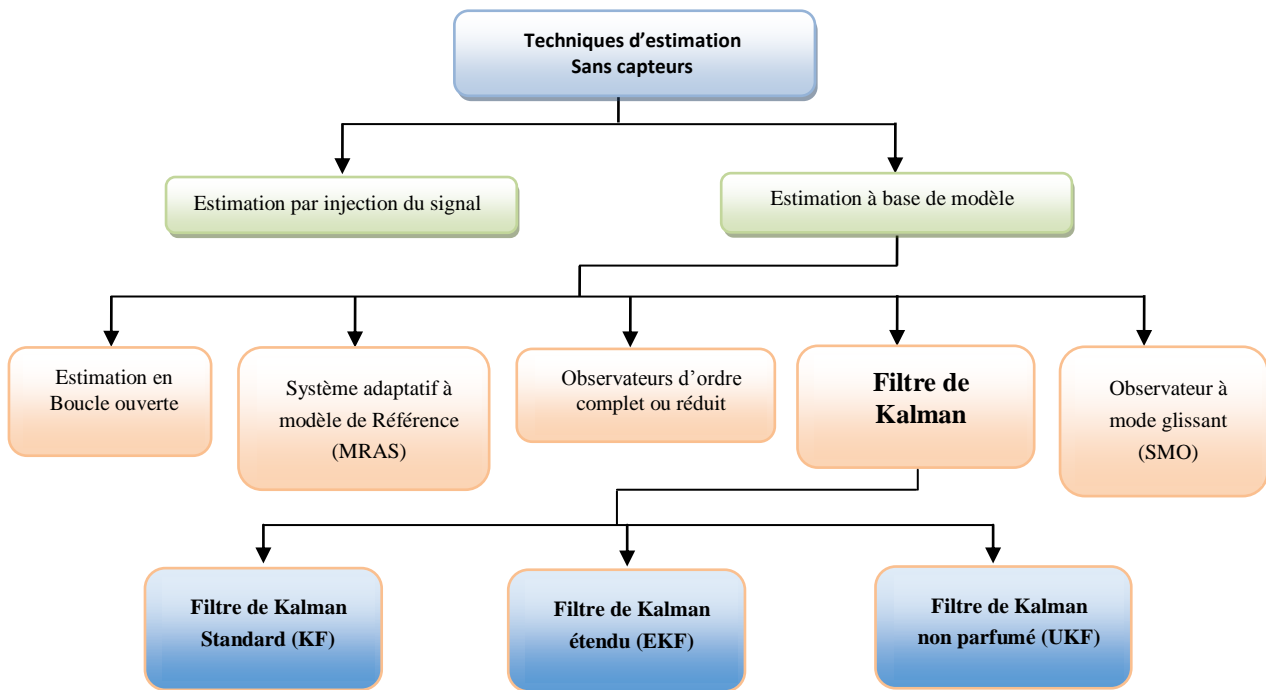 Techniques d’estimation
Sans capteurs
Estimation par injection du signal
Estimation à base de modèle
Estimation en
Boucle ouverte
Système adaptatif à
modèle de Référence
(MRAS)
Observateurs d’ordre
complet ou réduit
Filtre de
Kalman
Observateur à
mode glissant
(SMO)
Filtre de Kalman
Standard (KF)
Filtre de Kalman
étendu (EKF)
Filtre de Kalman
non parfumé (UKF)